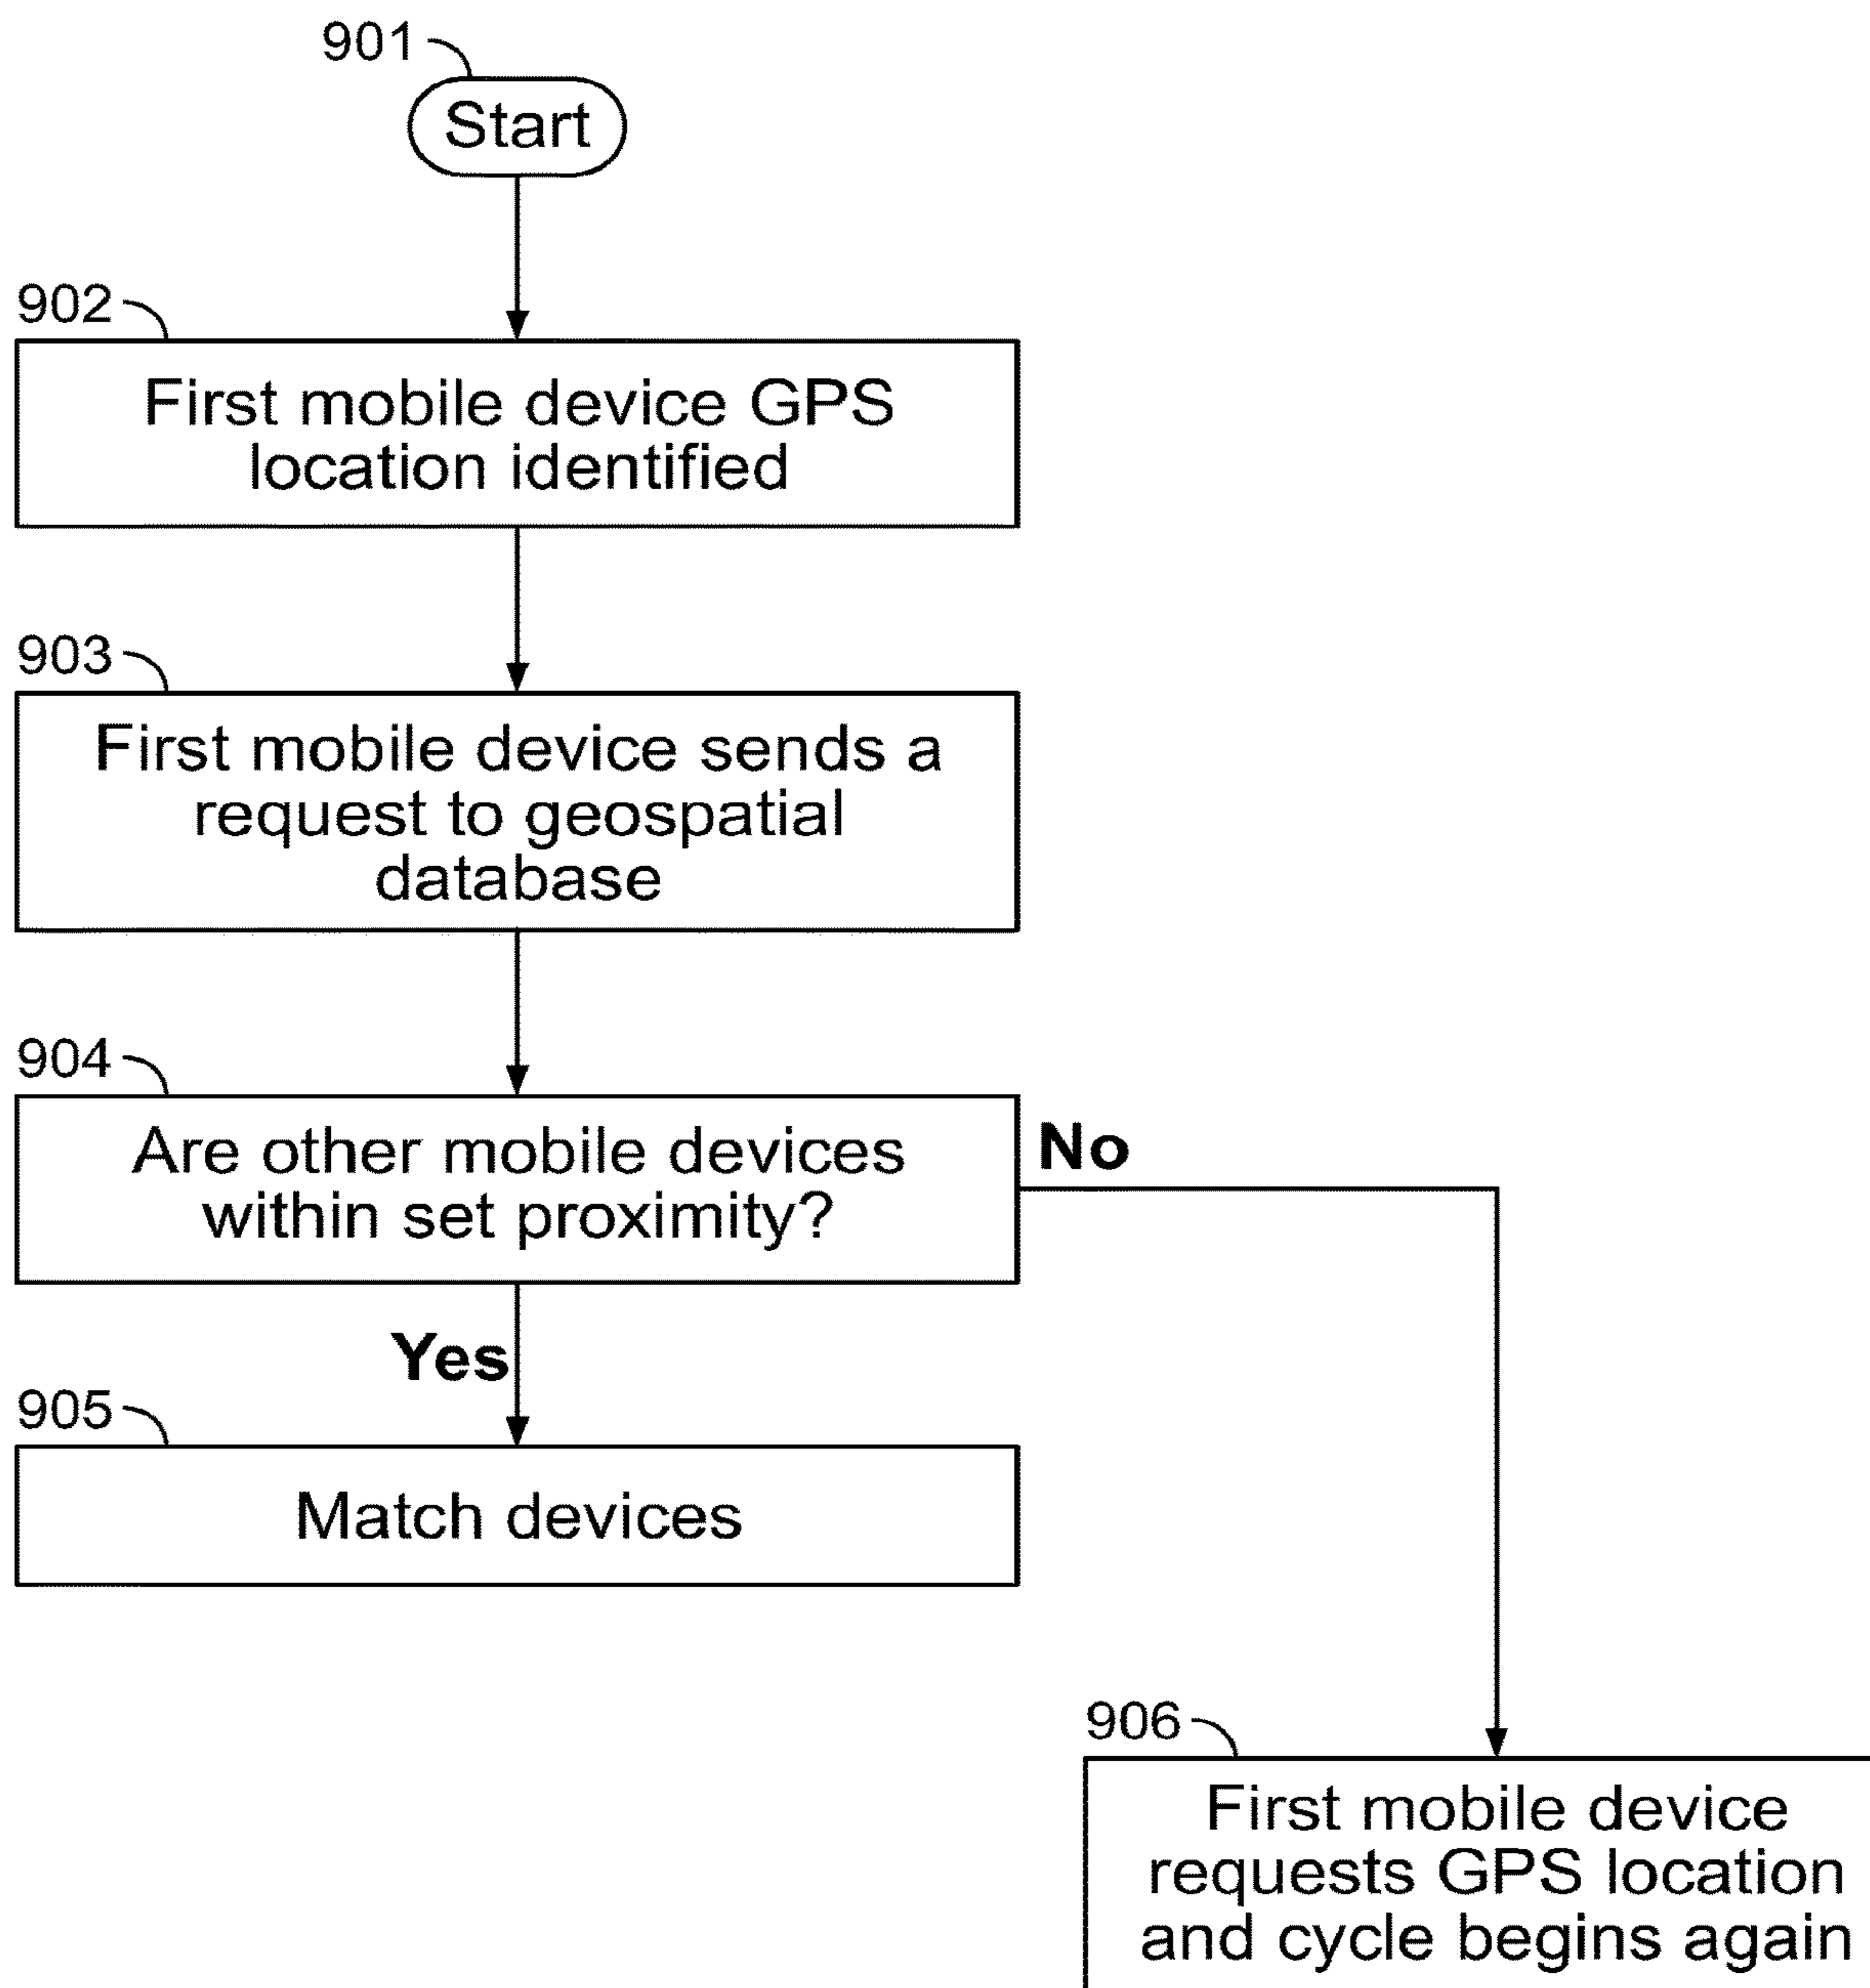 901
Start
902
First mobile device GPS
location identified
903
First mobile device sends a
request to geospatial
database
904
Are other mobile devices
within set proximity?
No
Yes
905
Match devices
906
First mobile device
requests GPS location
and cycle begins again